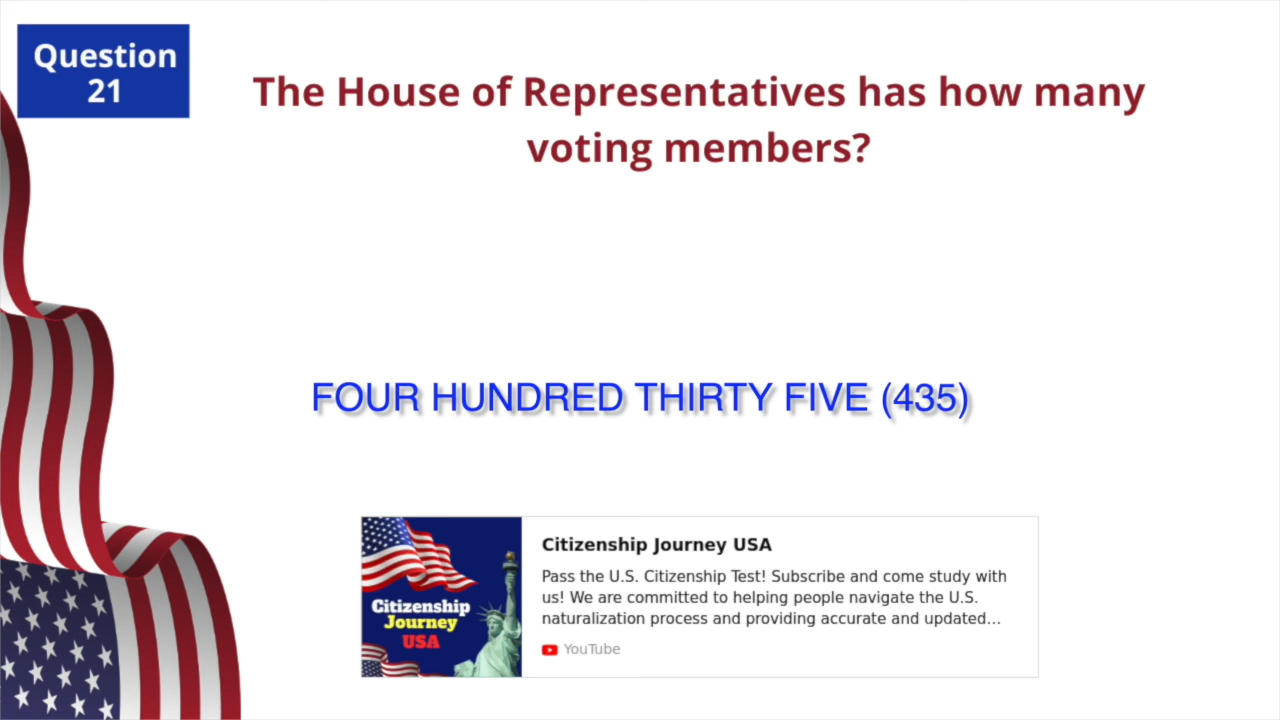 Question
21
The House of Representatives has how many
voting members?
FOUR HUNDRED THIRTY FIVE (435)
Citizenship
Journey
USA
Citizenship Journey USA
Pass the U.S. Citizenship Test! Subscribe and come study with
us! We are committed to helping people navigate the U.S.
naturalization process and providing accurate and updated...
YouTube